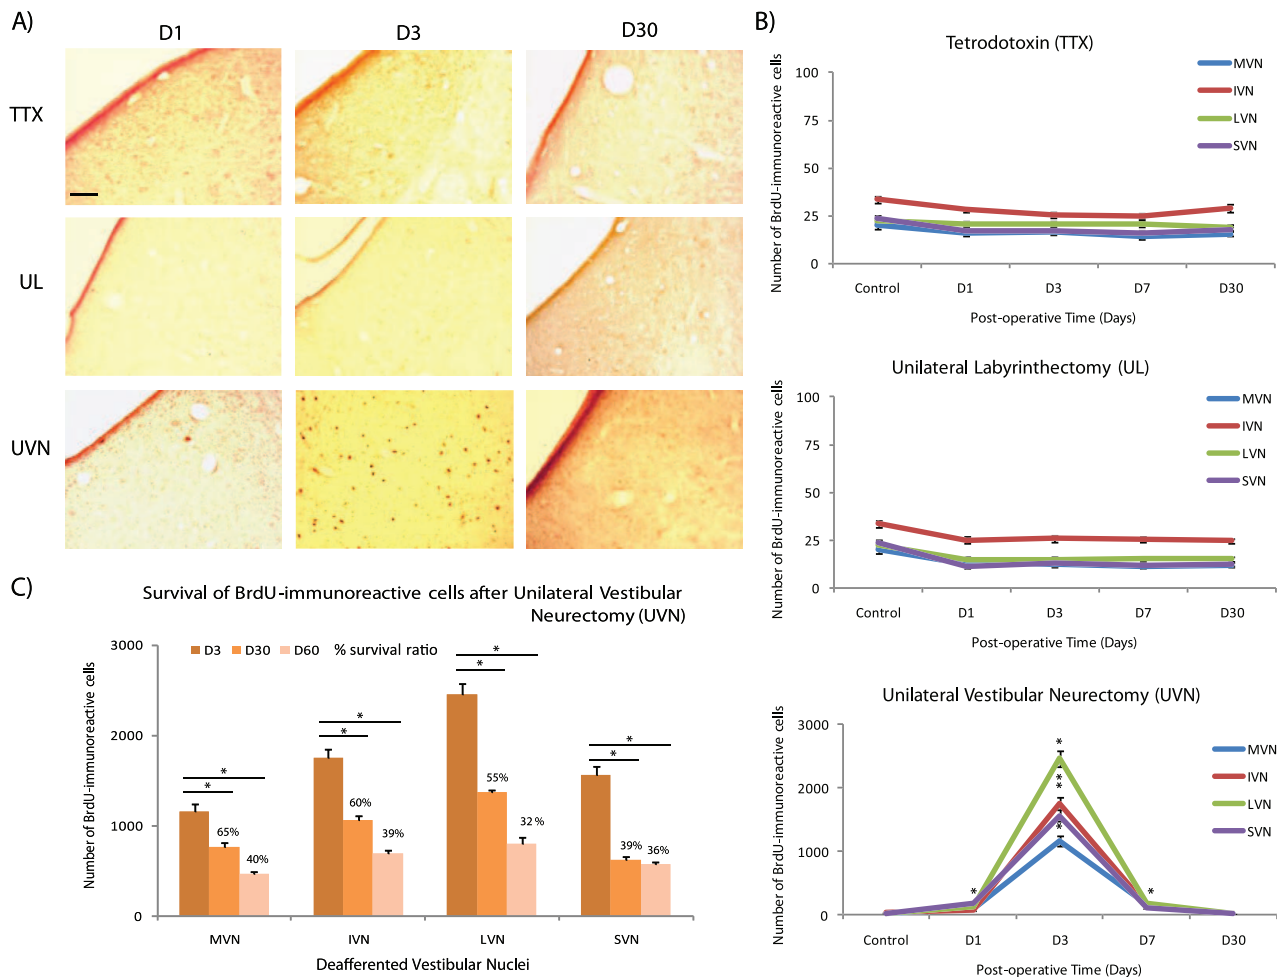 A)
D1
D3
D30
TTX
UL
UVN
B)
Tetrodotoxin (TTX)
Number of BrdU-immunoreactive cells
100
75
50
25
0
MVN
IVN
LVN
SVN
Control
D1
D3
D7
D30
Post-operative Time (Days)
Unilateral Labyrinthectomy (UL)
Number of BrdU-immunoreactive cells
100
75
50
25
0
MVN
IVN
LVN
SVN
Control
D1
D3
D7
D30
Post-operative Time (Days)
Unilateral Vestibular Neurectomy (UVN)
Number of BrdU-immunoreactive cells
3000
2000
1000
0
*
*
*
*
*
*
MVN
IVN
LVN
SVN
Control
D1
D3
D7
D30
Post-operative Time (Days)
C)
Survival of BrdU-immunoreactive cells after Unilateral Vestibular
Neurectomy (UVN)
Number of BrdU-immunoreactive cells
3000
2000
1000
0
D3
D30
D60
% survival ratio
*
*
65%
40%
*
*
60%
39%
*
*
55%
32 %
*
*
39%
36%
MVN
IVN
LVN
SVN
Deafferented Vestibular Nuclei